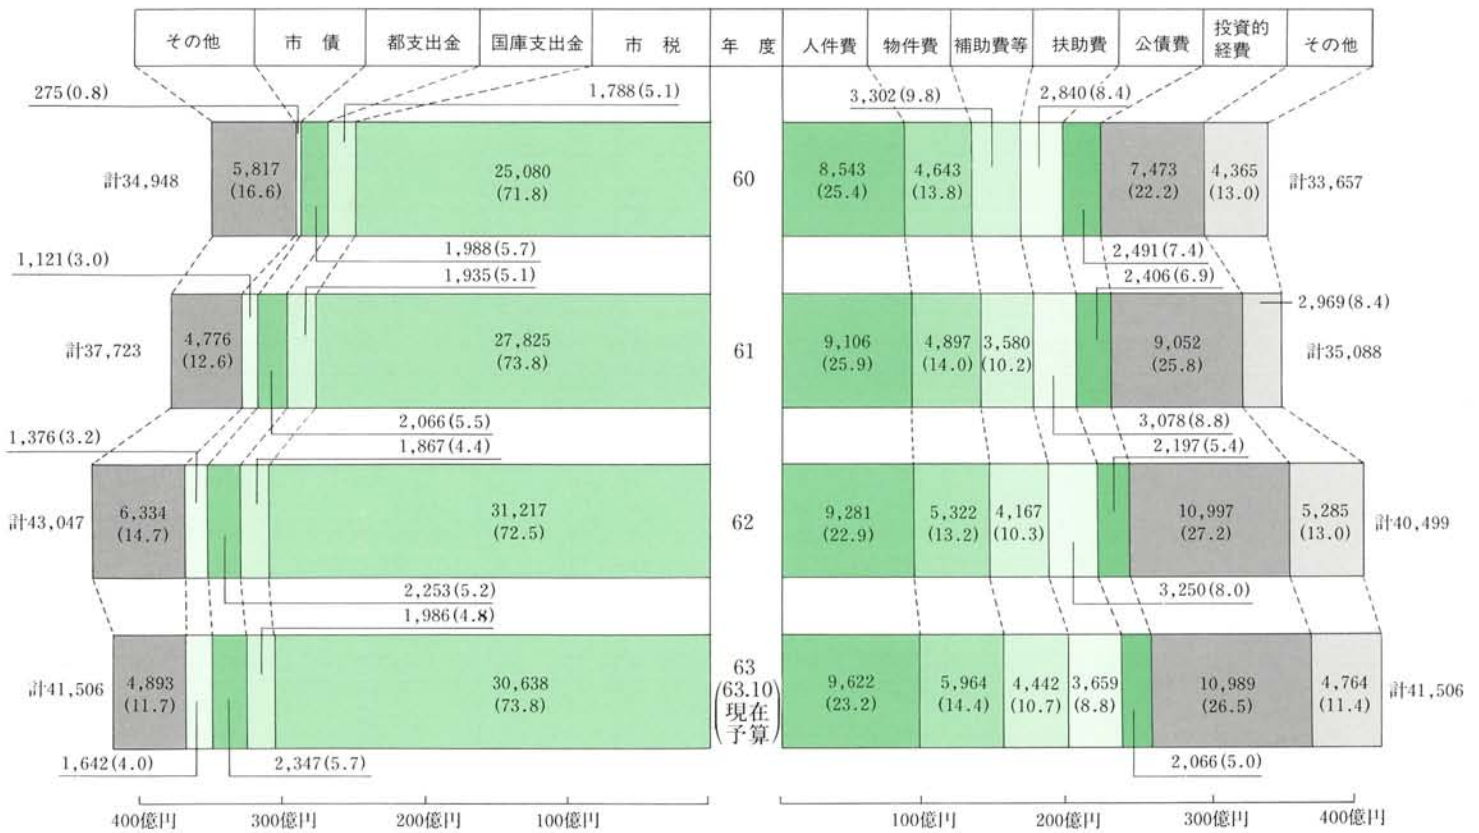 その他 市債 都支出金 国庫支出金 市税 年度 人件費 物件費 補助費等 扶助費 公債費 投資的経費 その他
275(0.8) 1,788(5.1) 3,302(9.8) 2,840(8.4)
計34,948 5,817 (16.6) 25,080 (71.8) 60 8,543 (25.4) 4,643 (13.8) 7,473 (22.2) 4,365 (13.0) 計33,657
1,988(5.7) 2,491(7.4)
1,121(3.0) 1,935(5.1) 2,406(6.9)
2,969(8.4)
計37,723 4,776 (12.6) 27,825 (73.8) 61 9,106 (25.9) 4,897 (14.0) 3,580 (10.2) 9,052 (25.8) 計35,088
2,066(5.5) 3,078(8.8)
1,376(3.2) 1,867(4.4) 2,197(5.4)
計43,047 6,334 (14.7) 31,217 (72.5) 62 9,281 (22.9) 5,322 (13.2) 4,167 (10.3) 10,997 (27.2) 5,285 (13.0) 計40,499
2,253(5.2) 3,250(8.0)
1,986(4.8)
計41,506 4,893 (11.7) 30,638 (73.8) 63 (63.10現在予算) 9,622 (23.2) 5,964 (14.4) 4,442 (10.7) 3,659 (8.8) 10,989 (26.5) 4,764 (11.4) 計41,506
1,642(4.0) 2,347(5.7) 2,066(5.0)
400億円 300億円 200億円 100億円 100億円 200億円 300億円 400億円